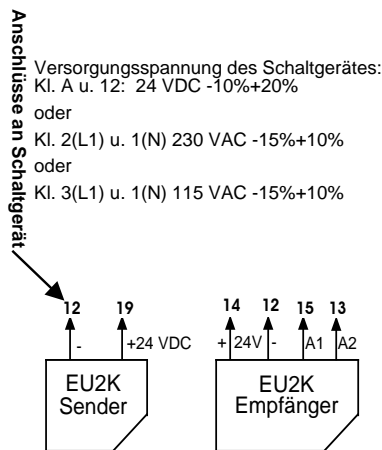 Anschlüsse an Schaltgerät
Versorgungsspannung des Schaltgerätes:
Kl. A u. 12: 24 VDC -10%+20%
oder
Kl. 2(L1) u. 1(N) 230 VAC -15%+10%
oder
Kl. 3(L1) u. 1(N) 115 VAC -15%+10%
12 19 14 12 15 13
- +24 VDC + 24V - A1 A2
EU2K EU2K
Sender Empfänger